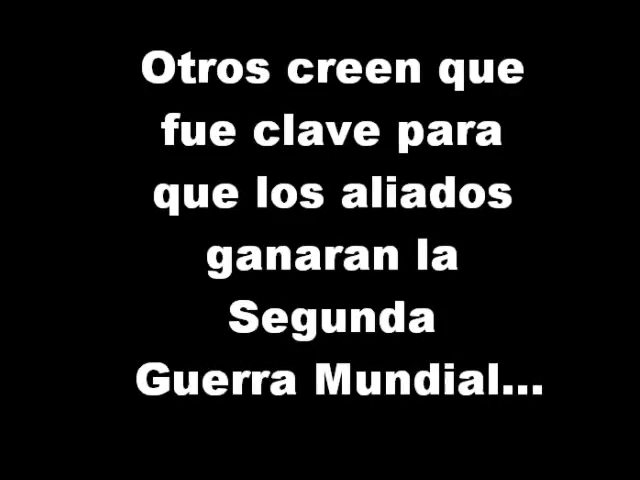 Otros creen que
fue clave para
que los aliados
ganaran la
Segunda
Guerra Mundial...